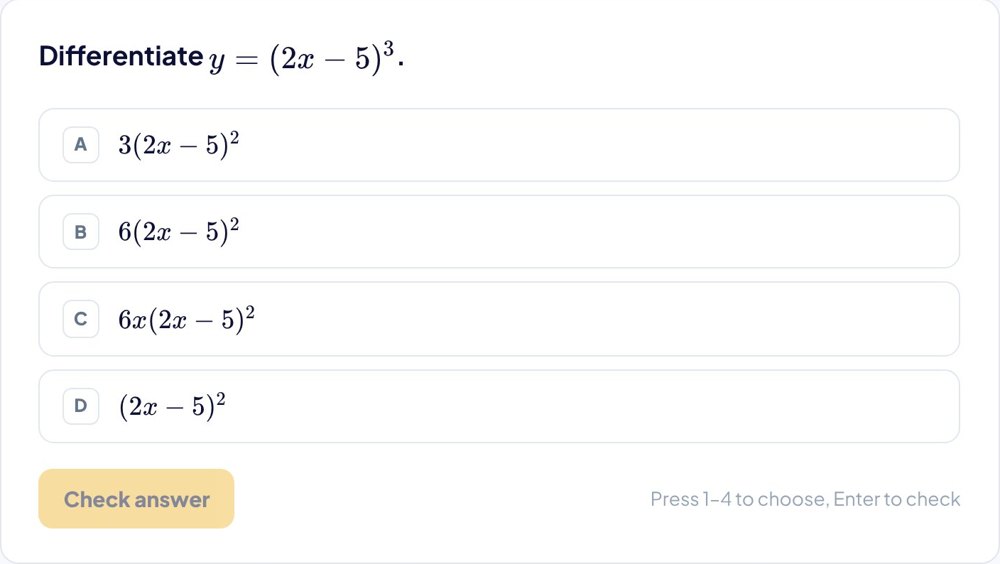 Differentiate y = (2x − 5)³.
A 3(2x − 5)²
B 6(2x − 5)²
C 6x(2x − 5)²
D (2x − 5)²
Check answer
Press 1–4 to choose, Enter to check